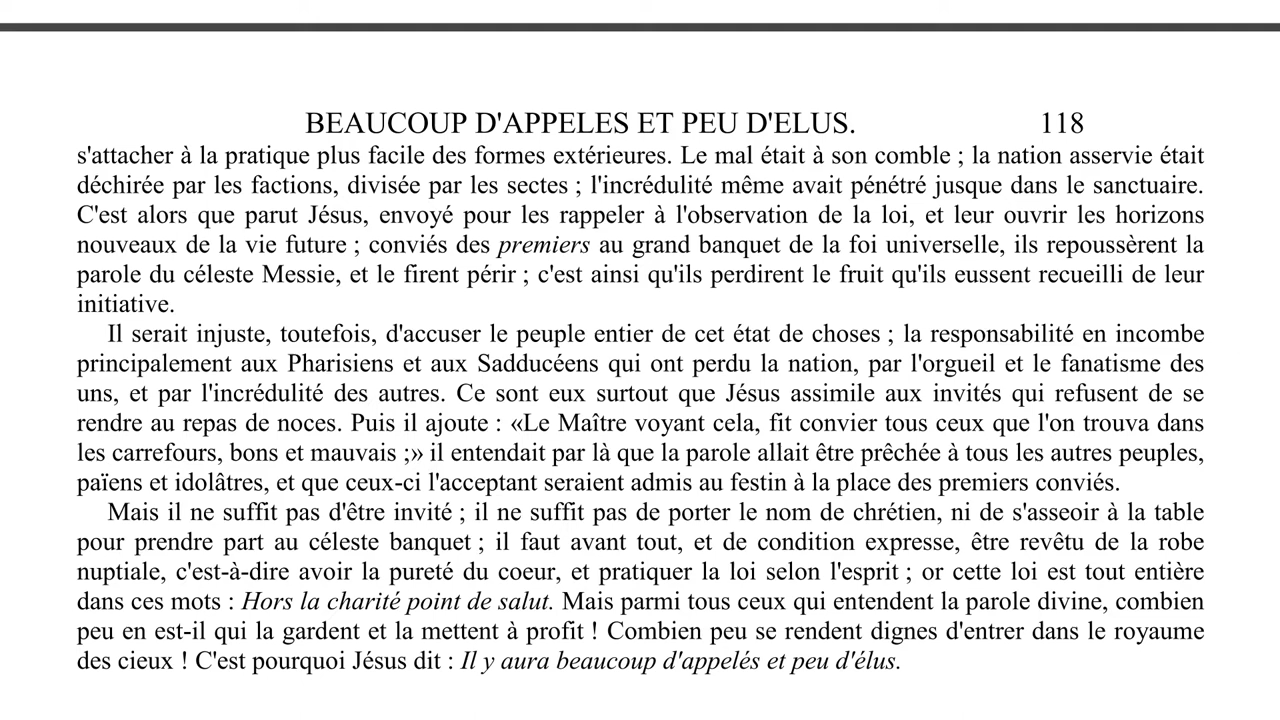 BEAUCOUP D'APPELES ET PEU D'ELUS. 118
s'attacher à la pratique plus facile des formes extérieures. Le mal était à son comble ; la nation asservie était
déchirée par les factions, divisée par les sectes ; l'incrédulité même avait pénétré jusque dans le sanctuaire.
C'est alors que parut Jésus, envoyé pour les rappeler à l'observation de la loi, et leur ouvrir les horizons
nouveaux de la vie future ; conviés des premiers au grand banquet de la foi universelle, ils repoussèrent la
parole du céleste Messie, et le firent périr ; c'est ainsi qu'ils perdirent le fruit qu'ils eussent recueilli de leur
initiative.
Il serait injuste, toutefois, d'accuser le peuple entier de cet état de choses ; la responsabilité en incombe
principalement aux Pharisiens et aux Sadducéens qui ont perdu la nation, par l'orgueil et le fanatisme des
uns, et par l'incrédulité des autres. Ce sont eux surtout que Jésus assimile aux invités qui refusent de se
rendre au repas de noces. Puis il ajoute : «Le Maître voyant cela, fit convier tous ceux que l'on trouva dans
les carrefours, bons et mauvais ;» il entendait par là que la parole allait être prêchée à tous les autres peuples,
païens et idolâtres, et que ceux-ci l'acceptant seraient admis au festin à la place des premiers conviés.
Mais il ne suffit pas d'être invité ; il ne suffit pas de porter le nom de chrétien, ni de s'asseoir à la table
pour prendre part au céleste banquet ; il faut avant tout, et de condition expresse, être revêtu de la robe
nuptiale, c'est-à-dire avoir la pureté du coeur, et pratiquer la loi selon l'esprit ; or cette loi est tout entière
dans ces mots : Hors la charité point de salut. Mais parmi tous ceux qui entendent la parole divine, combien
peu en est-il qui la gardent et la mettent à profit ! Combien peu se rendent dignes d'entrer dans le royaume
des cieux ! C'est pourquoi Jésus dit : Il y aura beaucoup d'appelés et peu d'élus.